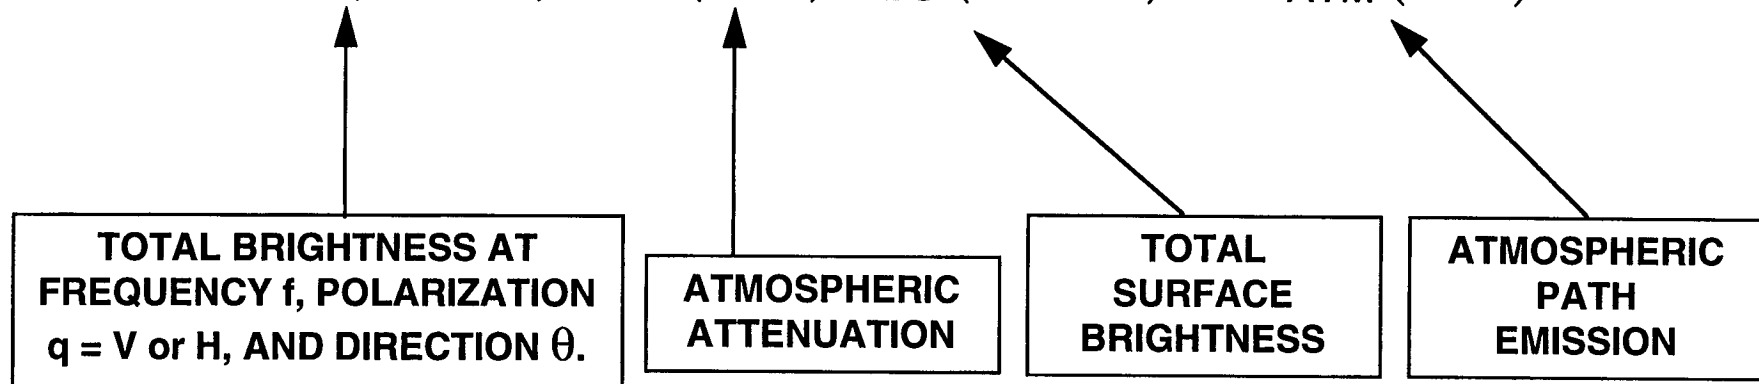 TOTAL BRIGHTNESS AT
FREQUENCY f, POLARIZATION
q = V or H, AND DIRECTION θ.
ATMOSPHERIC
ATTENUATION
TOTAL
SURFACE
BRIGHTNESS
ATMOSPHERIC
PATH
EMISSION